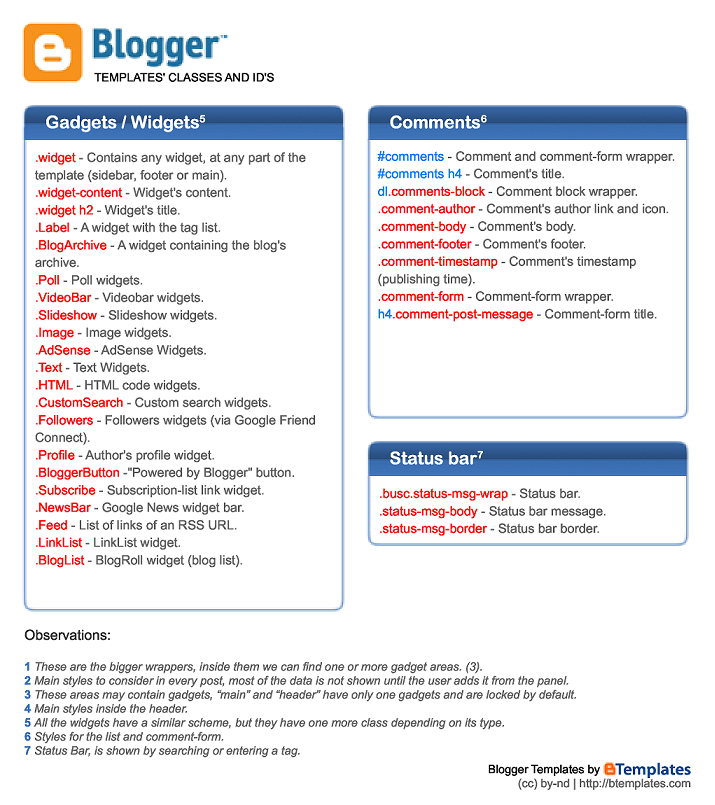 Blogger™
TEMPLATES' CLASSES AND ID'S
Gadgets / Widgets5
.widget - Contains any widget, at any part of the
template (sidebar, footer or main).
.widget-content - Widget's content.
.widget h2 - Widget's title.
.Label - A widget with the tag list.
.BlogArchive - A widget containing the blog's
archive.
.Poll - Poll widgets.
.VideoBar - Videobar widgets.
.Slideshow - Slideshow widgets.
.Image - Image widgets.
.AdSense - AdSense Widgets.
.Text - Text Widgets.
.HTML - HTML code widgets.
.CustomSearch - Custom search widgets.
.Followers - Followers widgets (via Google Friend
Connect).
.Profile - Author's profile widget.
.BloggerButton -"Powered by Blogger" button.
.Subscribe - Subscription-list link widget.
.NewsBar - Google News widget bar.
.Feed - List of links of an RSS URL.
.LinkList - LinkList widget.
.BlogList - BlogRoll widget (blog list).
Comments6
#comments - Comment and comment-form wrapper.
#comments h4 - Comment's title.
dl.comments-block - Comment block wrapper.
.comment-author - Comment's author link and icon.
.comment-body - Comment's body.
.comment-footer - Comment's footer.
.comment-timestamp - Comment's timestamp
(publishing time).
.comment-form - Comment-form wrapper.
h4.comment-post-message - Comment-form title.
Status bar7
.busc.status-msg-wrap - Status bar.
.status-msg-body - Status bar message.
.status-msg-border - Status bar border.
Observations:
1 These are the bigger wrappers, inside them we can find one or more gadget areas. (3).
2 Main styles to consider in every post, most of the data is not shown until the user adds it from the panel.
3 These areas may contain gadgets, “main” and “header” have only one gadgets and are locked by default.
4 Main styles inside the header.
5 All the widgets have a similar scheme, but they have one more class depending on its type.
6 Styles for the list and comment-form.
7 Status Bar, is shown by searching or entering a tag.
Blogger Templates by BTemplates
(cc) by-nd | http://btemplates.com